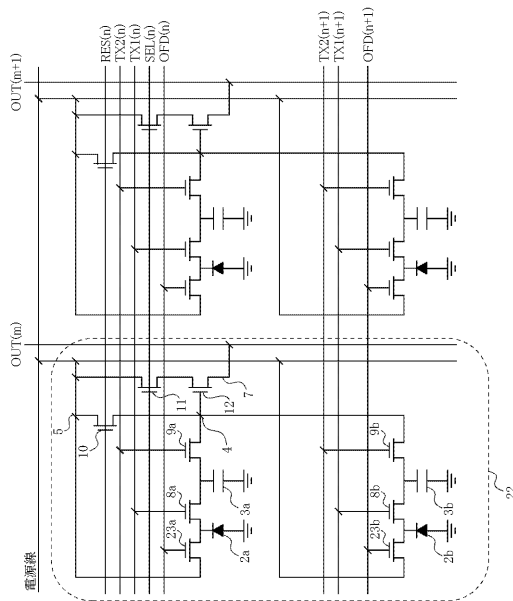 OUT(m+1)
RES(n)
TX2(n)
TX1(n)
SEL(n)
OFD(n)
TX2(n+1)
TX1(n+1)
OFD(n+1)
OUT(m)
電源線
5
10
11
12
7
4
9a
8a
23a
3a
2a
9b
8b
23b
3b
2b
22